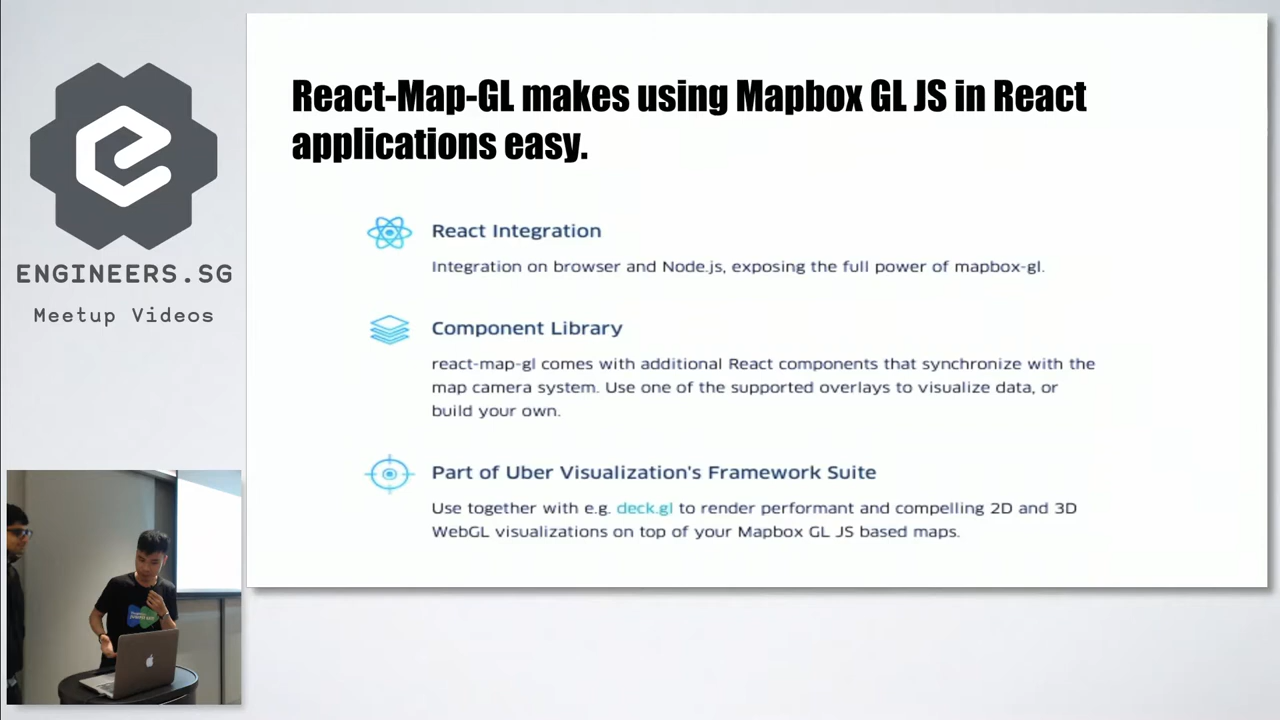 ENGINEERS.SG
Meetup Videos
React-Map-GL makes using Mapbox GL JS in React
applications easy.
React Integration
Integration on browser and Node.js, exposing the full power of mapbox-gl.
Component Library
react-map-gl comes with additional React components that synchronize with the
map camera system. Use one of the supported overlays to visualize data, or
build your own.
Part of Uber Visualization's Framework Suite
Use together with e.g. deck.gl to render performant and compelling 2D and 3D
WebGL visualizations on top of your Mapbox GL JS based maps.